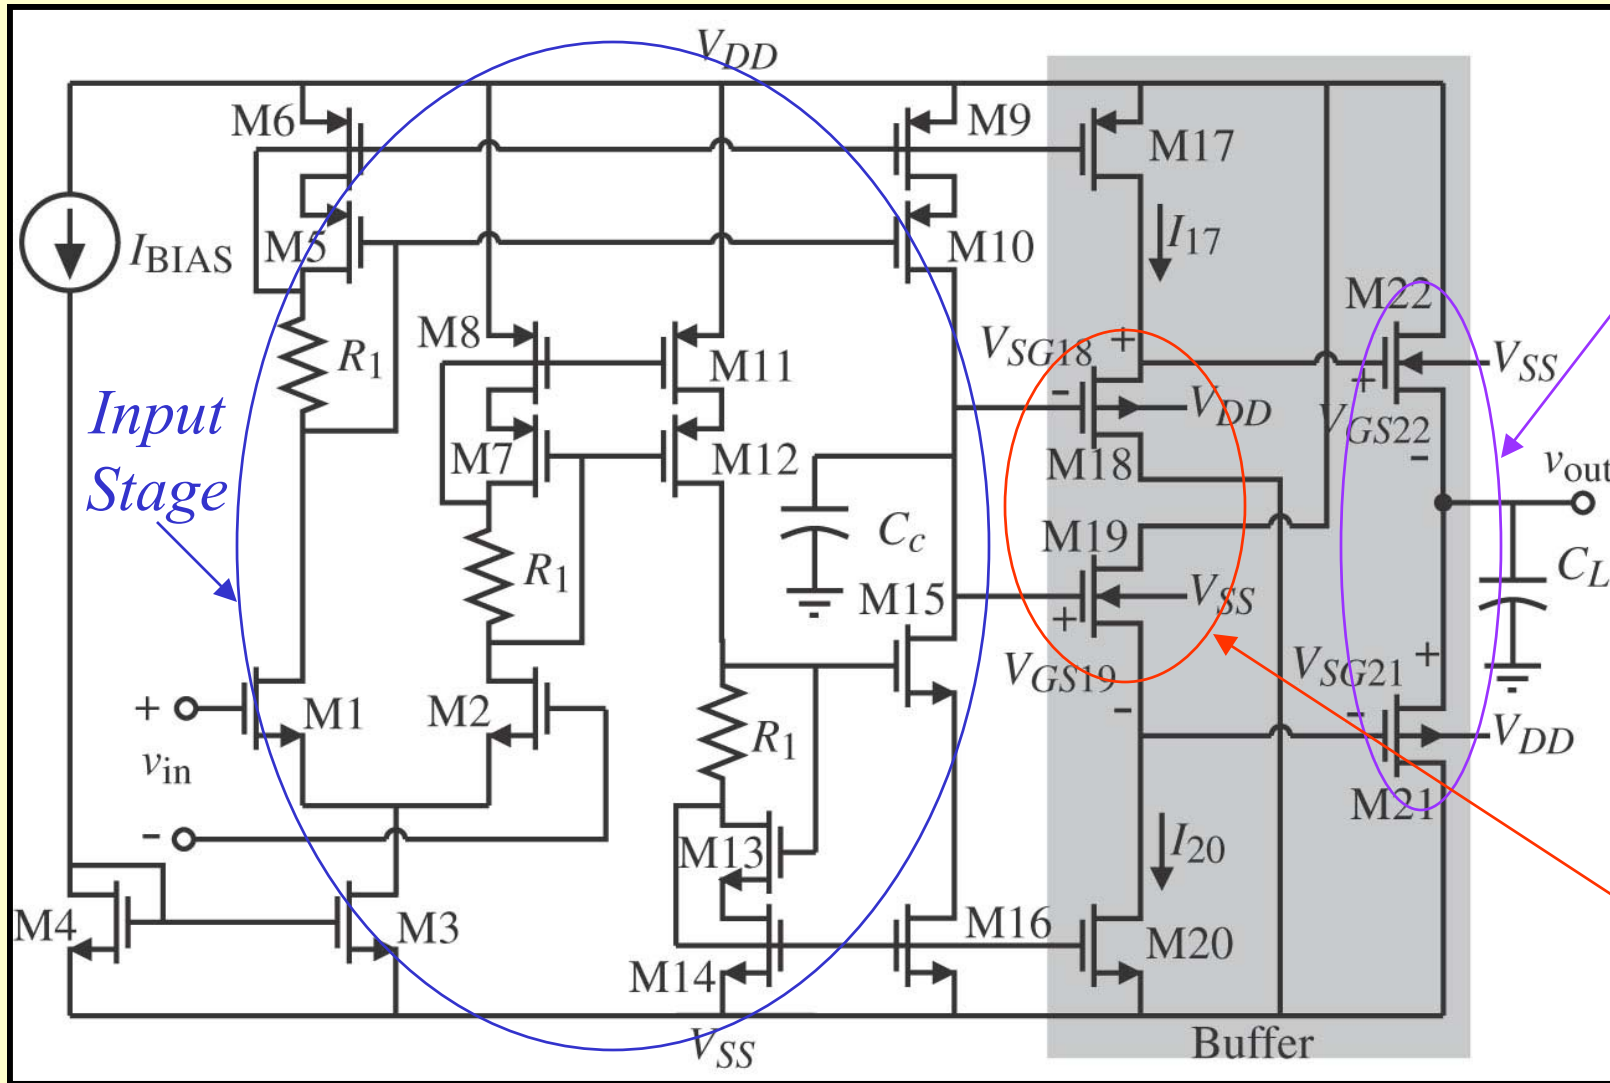 VDD
M6
M9
M17
IBIAS
M5
M10
I17
M22
M8
VSG18 +
R1
M11
-
VDD
VSS
+
VGS22
-
Input
Stage
M7
M12
M18
vout
Cc
M19
R1
M15
VSS
CL
+
VGS19
-
VSG21 +
-
+
M1
M2
R1
VDD
vin
M21
-
M13
I20
M4
M3
M16
M20
M14
VSS
Buffer